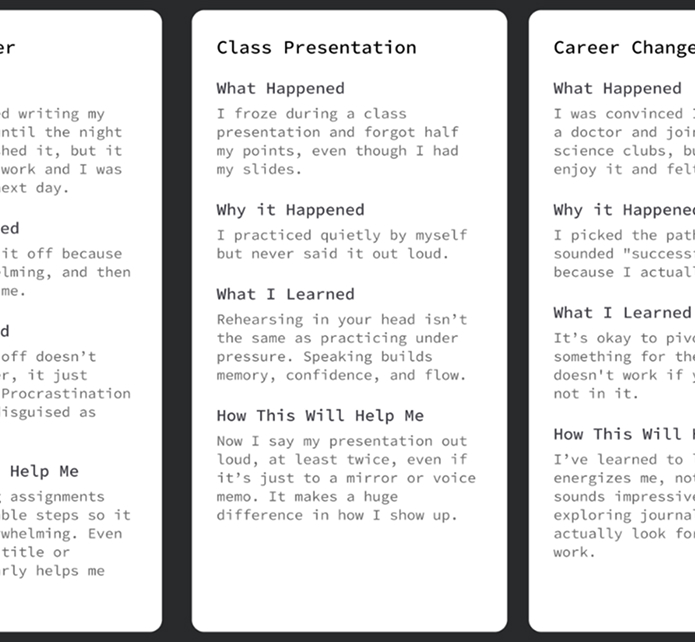 er
ed writing my
ntil the night
shed it, but it
work and I was
next day.
ed
it off because
elming, and then
me.
d
off doesn't
er, it just
Procrastination
disguised as
Help Me
g assignments
able steps so it
whelming. Even
title or
arly helps me
Class Presentation
What Happened
I froze during a class
presentation and forgot half
my points, even though I had
my slides.
Why it Happened
I practiced quietly by myself
but never said it out loud.
What I Learned
Rehearsing in your head isn’t
the same as practicing under
pressure. Speaking builds
memory, confidence, and flow.
How This Will Help Me
Now I say my presentation out
loud, at least twice, even if
it’s just to a mirror or voice
memo. It makes a huge
difference in how I show up.
Career Change
What Happened
I was convinced I
a doctor and join
science clubs, bu
enjoy it and felt
Why it Happened
I picked the path
sounded "success
because I actuall
What I Learned
It’s okay to pivo
something for the
doesn't work if y
not in it.
How This Will H
I’ve learned to l
energizes me, not
sounds impressive
exploring journal
actually look for
work.